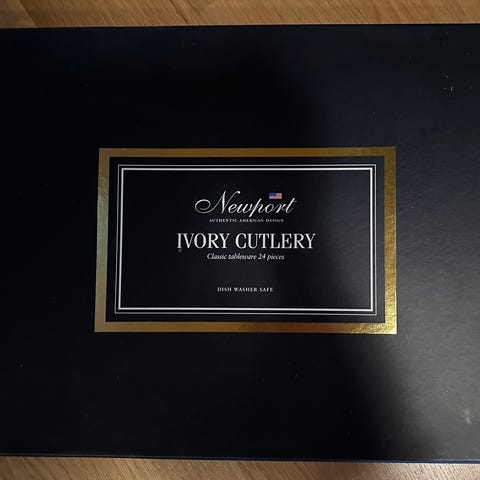 Newport
AUTHENTIC AMERICAN DESIGN
IVORY CUTLERY
Classic tableware 24 pieces
DISH WASHER SAFE